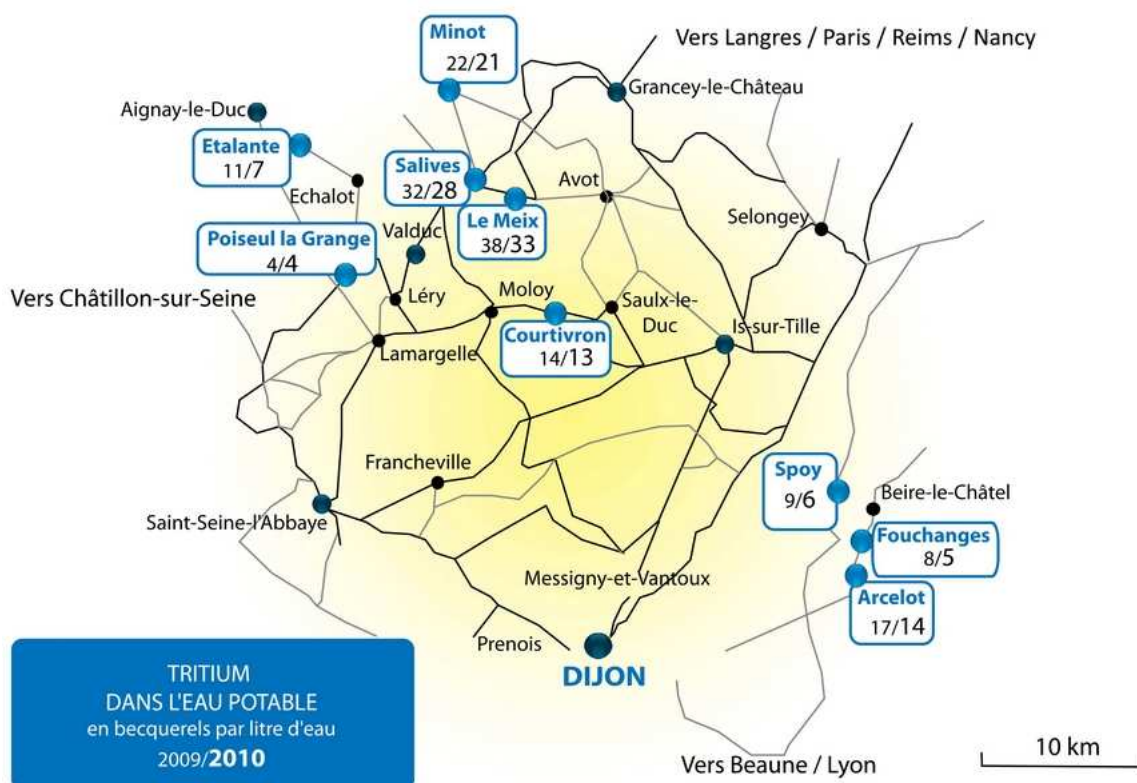 Minot
22/21
Vers Langres / Paris / Reims / Nancy
Grancey-le-Château
Aignay-le-Duc
Etalante
11/7
Echalot
Salives
32/28
Avot
Le Meix
38/33
Selongey
Poiseul la Grange
4/4
Valduc
Vers Châtillon-sur-Seine
Léry
Moloy
Saulx-le-
Duc
Is-sur-Tille
Lamargelle
Courtivron
14/13
Francheville
Spoy
9/6
Beire-le-Châtel
Saint-Seine-l'Abbaye
Fouchanges
8/5
Messigny-et-Vantoux
Arcelot
17/14
Prenois
DIJON
TRITIUM
DANS L'EAU POTABLE
en becquerels par litre d'eau
2009/2010
Vers Beaune / Lyon
10 km